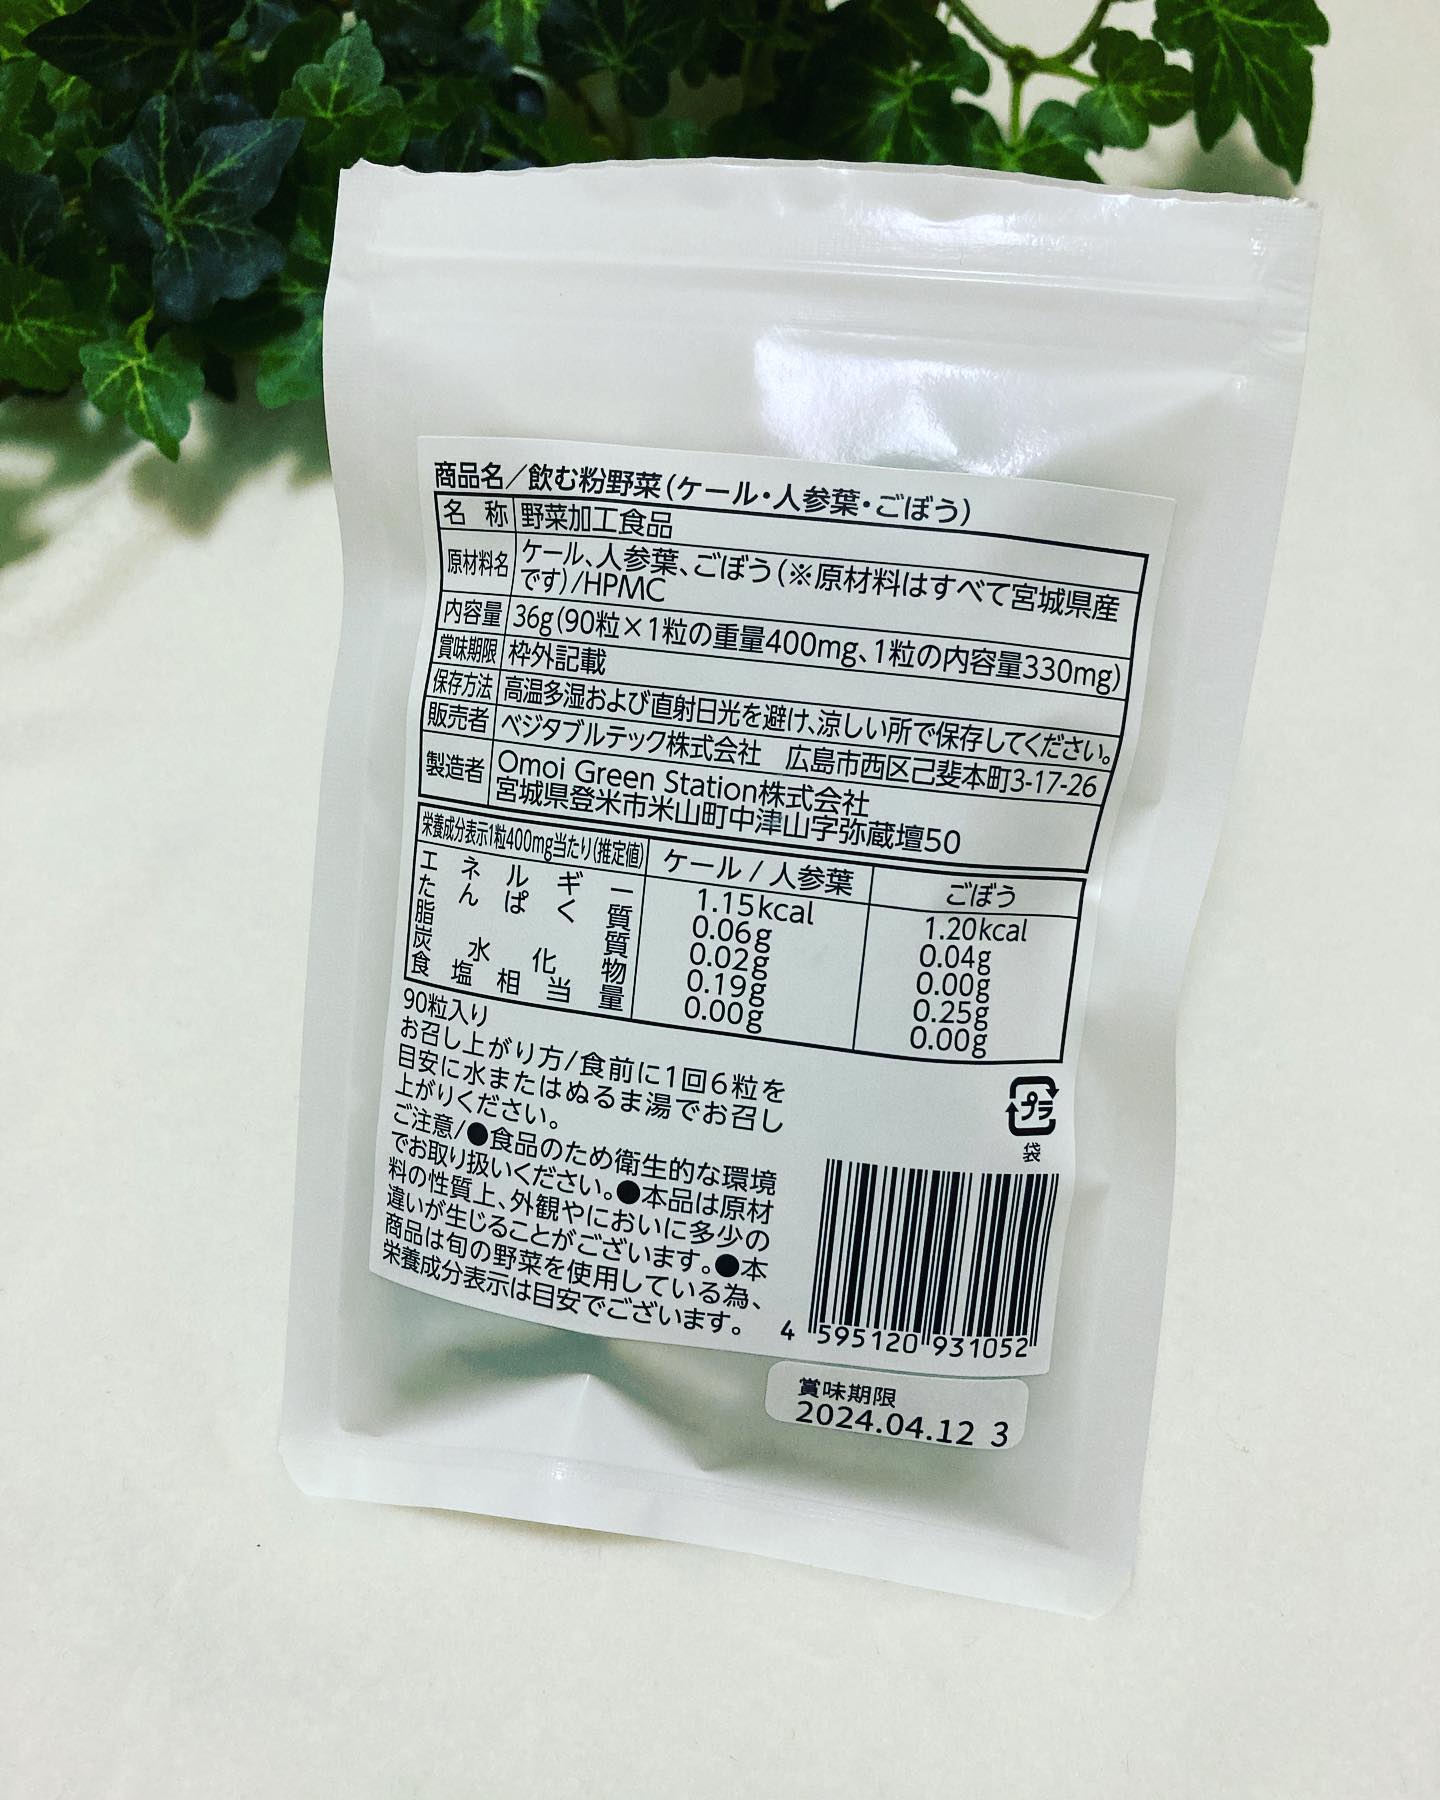 商品名／飲む粉野菜(ケール・人参葉・ごぼう)
名 称 野菜加工食品
原材料名 ケール、人参葉、ごぼう(※原材料はすべて宮城県産
です)/HPMC
内容量 36g(90粒×1粒の重量400mg、1粒の内容量330mg)
賞味期限 枠外記載
保存方法 高温多湿および直射日光を避け、涼しい所で保存してください。
販売者 ベジタブルテック株式会社 広島市西区己斐本町3-17-26
製造者 Omoi Green Station株式会社
宮城県登米市米山町中津山字弥蔵壇50
栄養成分表示1粒400mg当たり(推定値) ケール / 人参葉 ごぼう
エネルギー 1.15kcal 1.20kcal
たんぱく質 0.06g 0.04g
脂質 0.02g 0.00g
炭水化物 0.19g 0.25g
食塩相当量 0.00g 0.00g
90粒入り
お召し上がり方/食前に1回6粒を
目安に水またはぬるま湯でお召し
上がりください。
ご注意/●食品のため衛生的な環境
でお取り扱いください。●本品は原材
料の性質上、外観やにおいに多少の
違いが生じることがございます。●本
商品は旬の野菜を使用している為、
栄養成分表示は目安でございます。
プラ
袋
4 595120 931052
賞味期限
2024.04.12 3